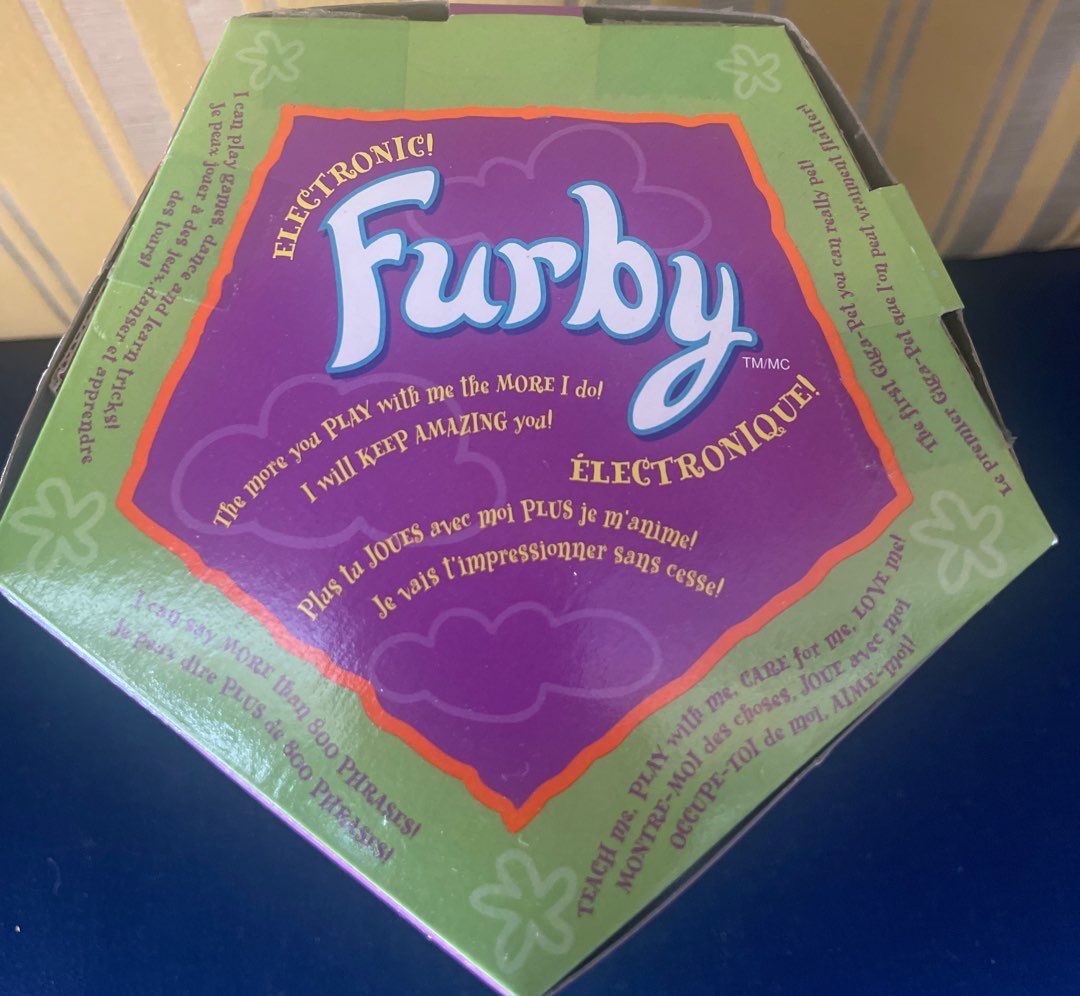 ELECTRONIC!
Furby
TM/MC
The more you PLAY with me the MORE I do!
I will KEEP AMAZING you!
ÉLECTRONIQUE!
Plus tu JOUES avec moi PLUS je m'anime!
Je vais t'impressionner sans cesse!
I can play games, dance and learn tricks!
Je peux jouer à des jeux, danser et apprendre
des tours!
The first Giga-Pet you can really pet!
Le premier Giga-Pet que l'on peut vraiment flatter!
I can say MORE than 800 PHRASES!
Je peux dire PLUS de 800 PHRASES!
TEACH me, PLAY with me, CARE for me, LOVE me!
MONTRE-MOI des choses, JOUE avec moi
OCCUPE-TOI de moi, AIME-moi!